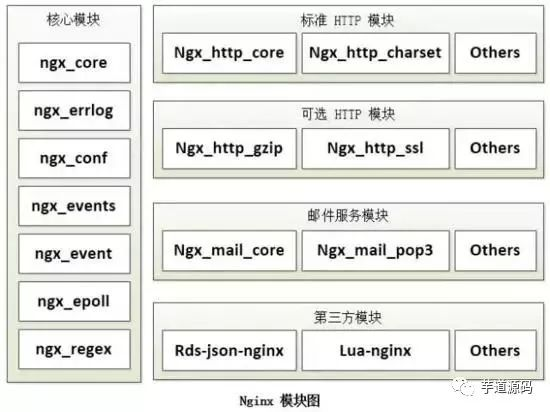 核心模块
ngx_core
ngx_errlog
ngx_conf
ngx_events
ngx_event
ngx_epoll
ngx_regex
标准 HTTP 模块
Ngx_http_core
Ngx_http_charset
Others
可选 HTTP 模块
Ngx_http_gzip
Ngx_http_ssl
Others
邮件服务模块
Ngx_mail_core
Ngx_mail_pop3
Others
第三方模块
Rds-json-nginx
Lua-nginx
Others
Nginx 模块图
芋道源码